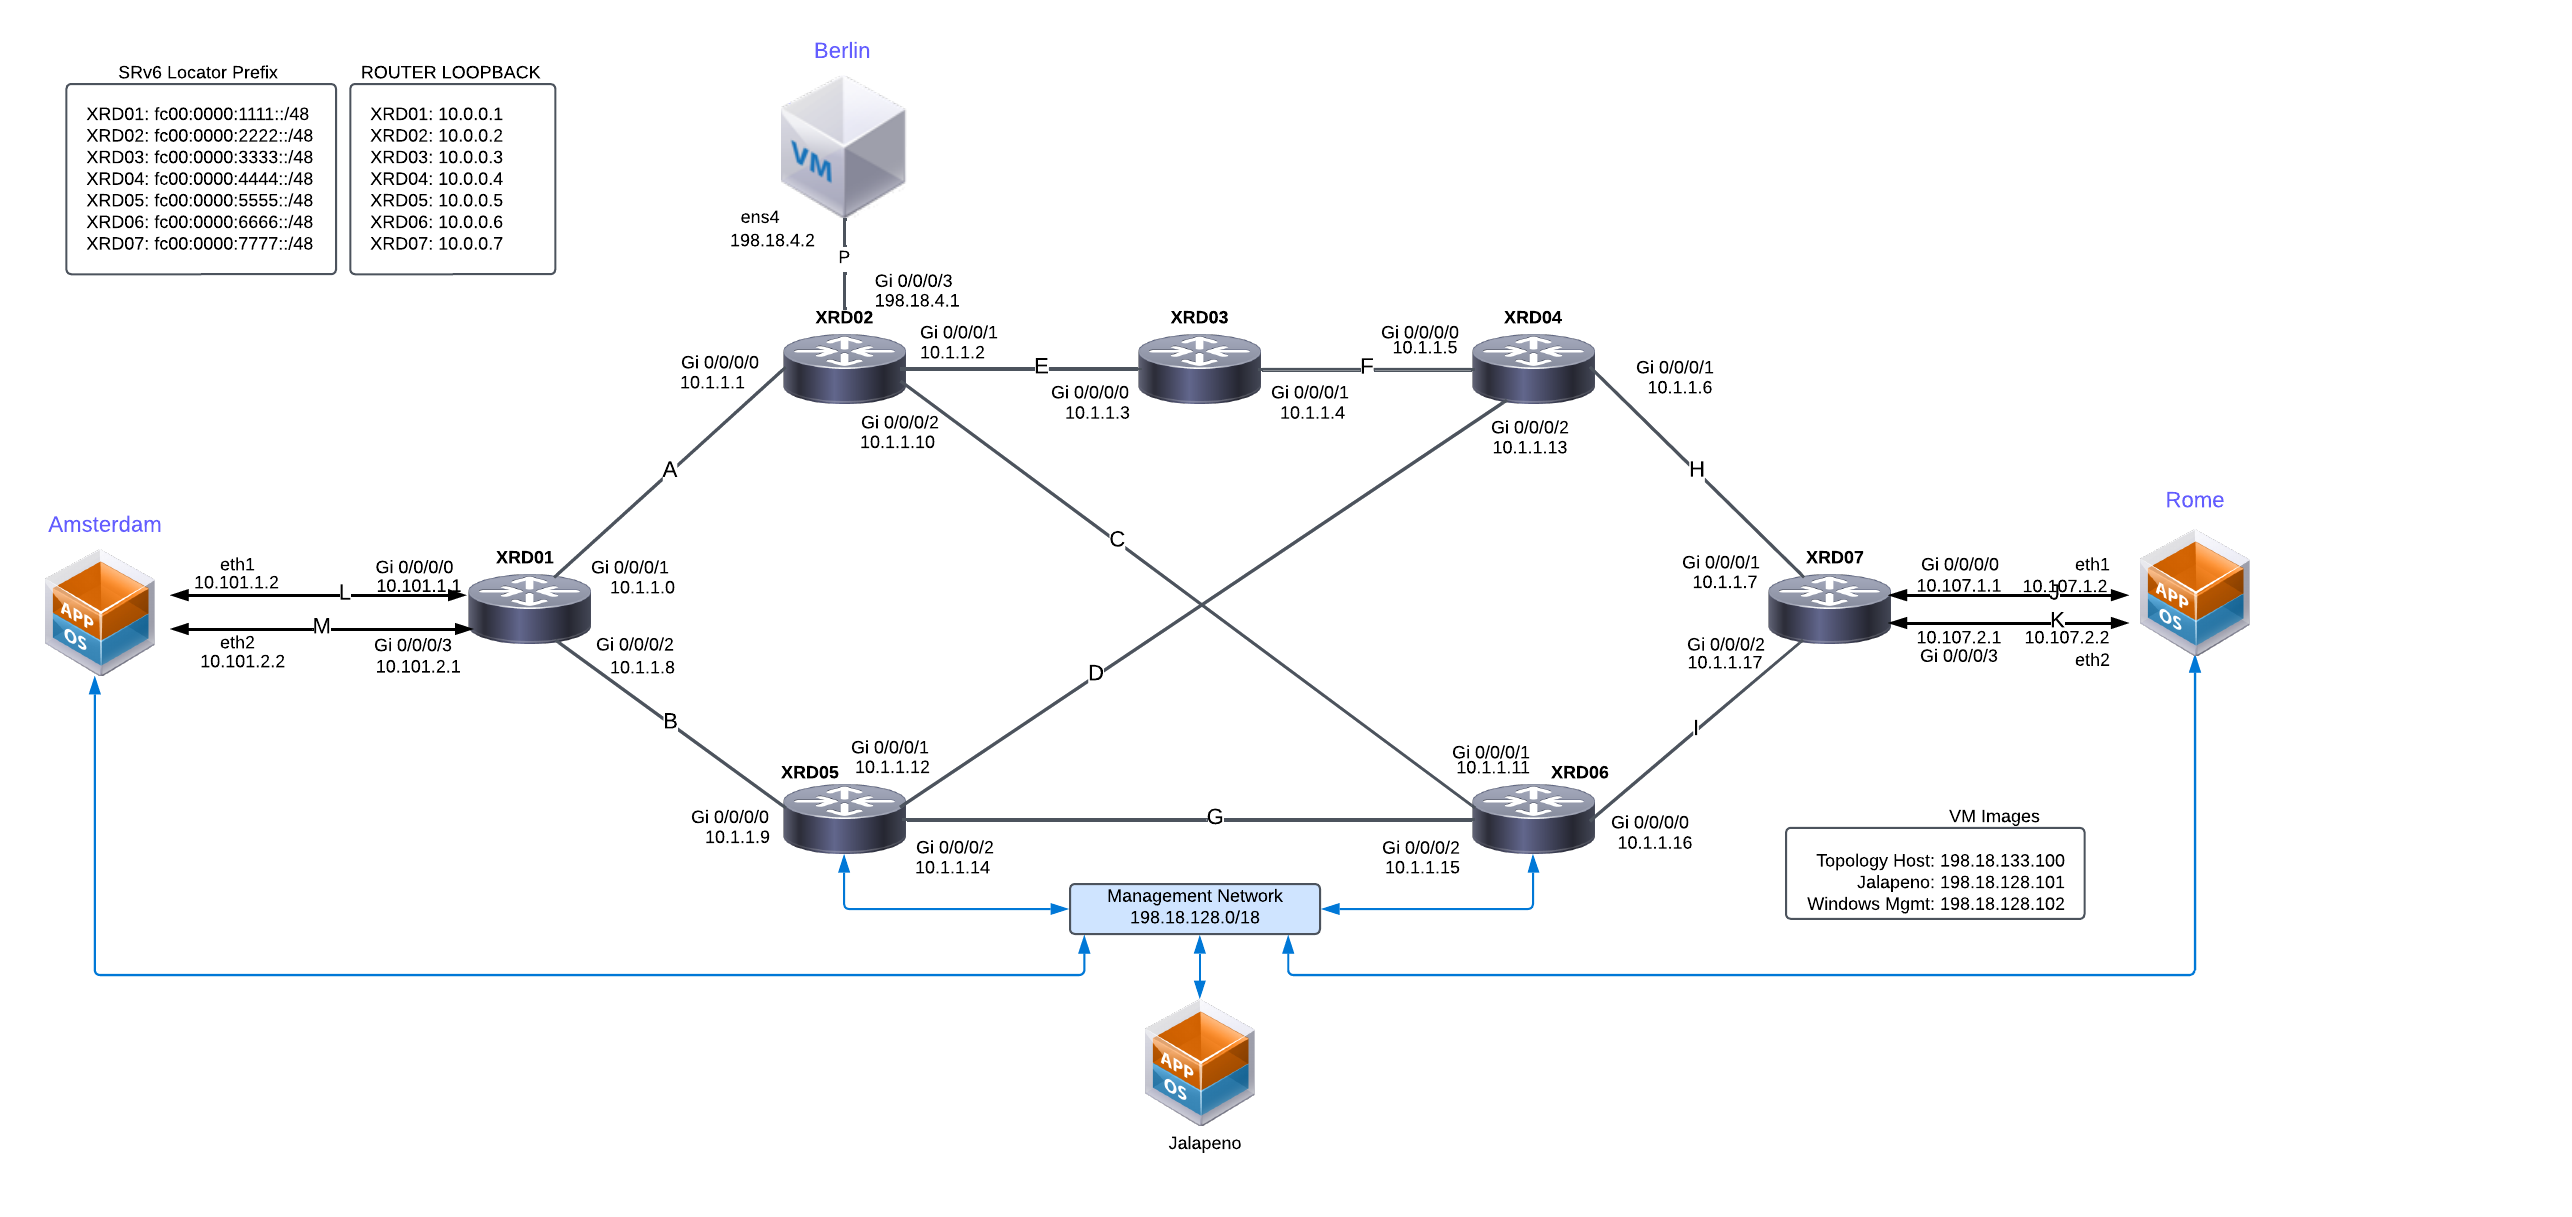 Berlin
SRv6 Locator Prefix
XRD01: fc00:0000:1111::/48
XRD02: fc00:0000:2222::/48
XRD03: fc00:0000:3333::/48
XRD04: fc00:0000:4444::/48
XRD05: fc00:0000:5555::/48
XRD06: fc00:0000:6666::/48
XRD07: fc00:0000:7777::/48
ROUTER LOOPBACK
XRD01: 10.0.0.1
XRD02: 10.0.0.2
XRD03: 10.0.0.3
XRD04: 10.0.0.4
XRD05: 10.0.0.5
XRD06: 10.0.0.6
XRD07: 10.0.0.7
VM
ens4
198.18.4.2
P
Gi 0/0/0/3
198.18.4.1
XRD02
Gi 0/0/0/0
10.1.1.1
Gi 0/0/0/1
10.1.1.2
Gi 0/0/0/2
10.1.1.10
E
XRD03
Gi 0/0/0/0
10.1.1.3
Gi 0/0/0/1
10.1.1.4
F
XRD04
Gi 0/0/0/0
10.1.1.5
Gi 0/0/0/1
10.1.1.6
Gi 0/0/0/2
10.1.1.13
A
C
H
Amsterdam
APP
OS
eth1
10.101.1.2
L
Gi 0/0/0/0
10.101.1.1
M
eth2
10.101.2.2
Gi 0/0/0/3
10.101.2.1
XRD01
Gi 0/0/0/1
10.1.1.0
Gi 0/0/0/2
10.1.1.8
B
D
XRD07
Gi 0/0/0/1
10.1.1.7
Gi 0/0/0/2
10.1.1.17
I
Gi 0/0/0/0
10.107.1.1
eth1
10.107.1.2
J
K
10.107.2.1
Gi 0/0/0/3
10.107.2.2
eth2
Rome
APP
OS
XRD05
Gi 0/0/0/1
10.1.1.12
Gi 0/0/0/0
10.1.1.9
Gi 0/0/0/2
10.1.1.14
G
Gi 0/0/0/1
10.1.1.11
XRD06
Gi 0/0/0/2
10.1.1.15
Gi 0/0/0/0
10.1.1.16
VM Images
Topology Host: 198.18.133.100
Jalapeno: 198.18.128.101
Windows Mgmt: 198.18.128.102
Management Network
198.18.128.0/18
APP
OS
Jalapeno